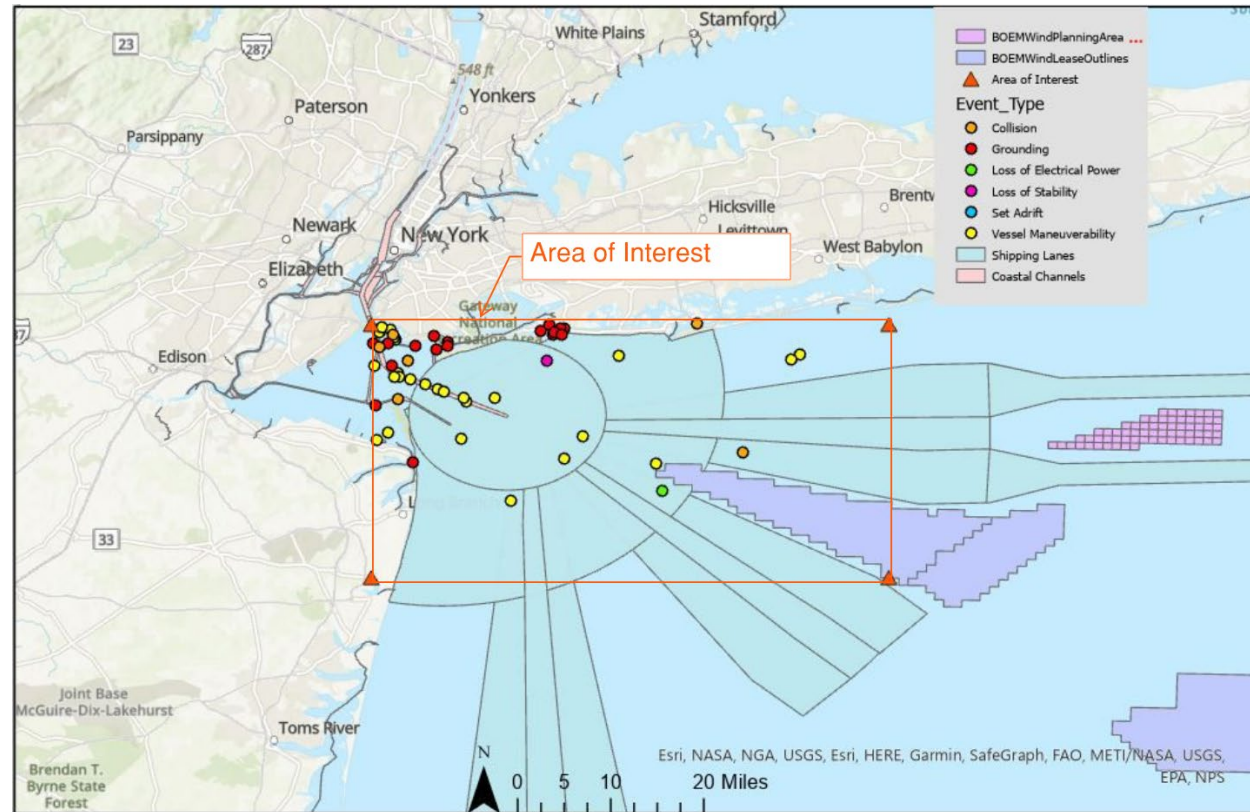 Stamford
White Plains
23
287
548 ft
Yonkers
Paterson
Parsippany
Hicksville
Levittown
Brentw
Newark
New York
West Babylon
Elizabeth
Area of Interest
Gateway
National
Recreation Area
Edison
33
Joint Base
McGuire-Dix-Lakehurst
Toms River
Brendan T.
Byrne State
Forest
BOEMWindPlanningArea ...
BOEMWindLeaseOutlines
Area of Interest
Event_Type
Collision
Grounding
Loss of Electrical Power
Loss of Stability
Set Adrift
Vessel Maneuverability
Shipping Lanes
Coastal Channels
N
0 5 10 20 Miles
Esri, NASA, NGA, USGS, Esri, HERE, Garmin, SafeGraph, FAO, METI/NASA, USGS,
EPA, NPS